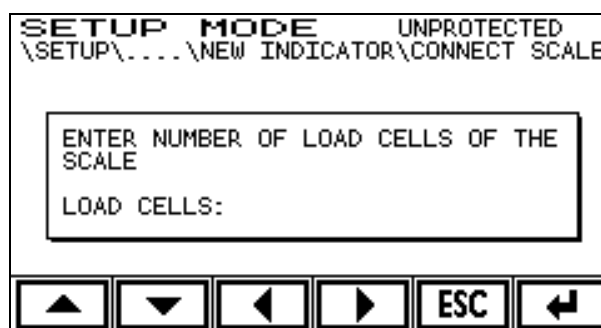 SETUP MODE UNPROTECTED
\SETUP\....\NEW INDICATOR\CONNECT SCALE
ENTER NUMBER OF LOAD CELLS OF THE
SCALE
LOAD CELLS:
ESC